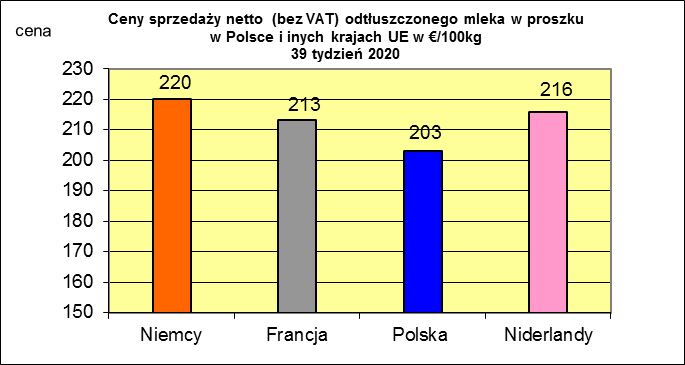 Ceny sprzedaży netto (bez VAT) odtłuszczonego mleka w proszku
w Polsce i inych krajach UE w €/100kg
39 tydzień 2020
cena
230
220
210
200
190
180
170
160
150
220
213
203
216
Niemcy Francja Polska Niderlandy